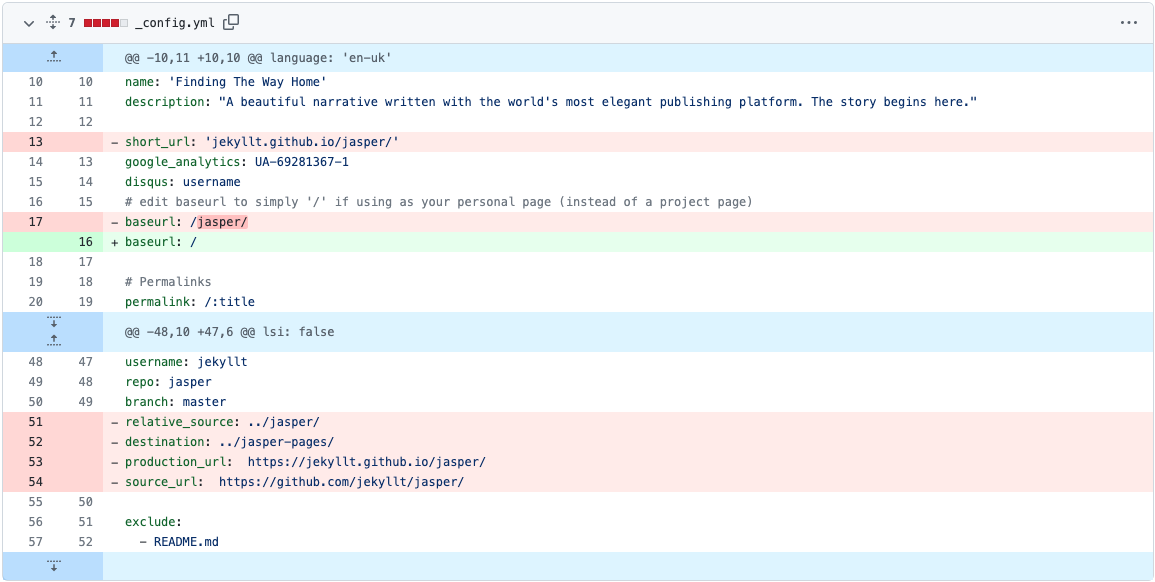 7 _config.yml
@@ -10,11 +10,10 @@ language: 'en-uk'
10 10 name: 'Finding The Way Home'
11 11 description: "A beautiful narrative written with the world's most elegant publishing platform. The story begins here."
12 12
13 - short_url: 'jekyllt.github.io/jasper/'
14 13 google_analytics: UA-69281367-1
15 14 disqus: username
16 15 # edit baseurl to simply '/' if using as your personal page (instead of a project page)
17 - baseurl: /jasper/
16 + baseurl: /
18 17
19 18 # Permalinks
20 19 permalink: /:title
@@ -48,10 +47,6 @@ lsi: false
48 47 username: jekyllt
49 48 repo: jasper
50 49 branch: master
51 - relative_source: ../jasper/
52 - destination: ../jasper-pages/
53 - production_url:  https://jekyllt.github.io/jasper/
54 - source_url:  https://github.com/jekyllt/jasper/
55 50
56 51 exclude:
57 52   - README.md